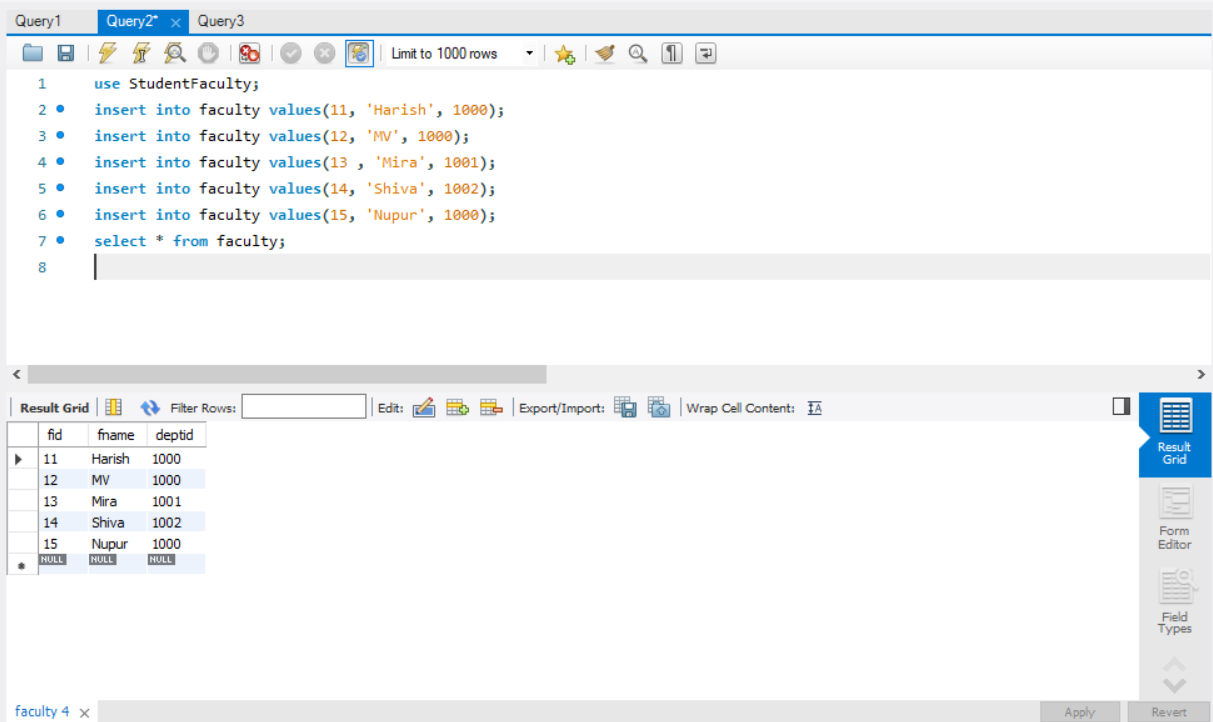 Query1 Query2* × Query3
Limit to 1000 rows
1 use StudentFaculty;
2 insert into faculty values(11, 'Harish', 1000);
3 insert into faculty values(12, 'MV', 1000);
4 insert into faculty values(13 , 'Mira', 1001);
5 insert into faculty values(14, 'Shiva', 1002);
6 insert into faculty values(15, 'Nupur', 1000);
7 select * from faculty;
8
Result Grid Filter Rows: Edit: Export/Import: Wrap Cell Content: IA
fid fname deptid
11 Harish 1000
12 MV 1000
13 Mira 1001
14 Shiva 1002
15 Nupur 1000
NULL NULL NULL
Result
Grid
Form
Editor
Field
Types
faculty 4 × Apply Revert